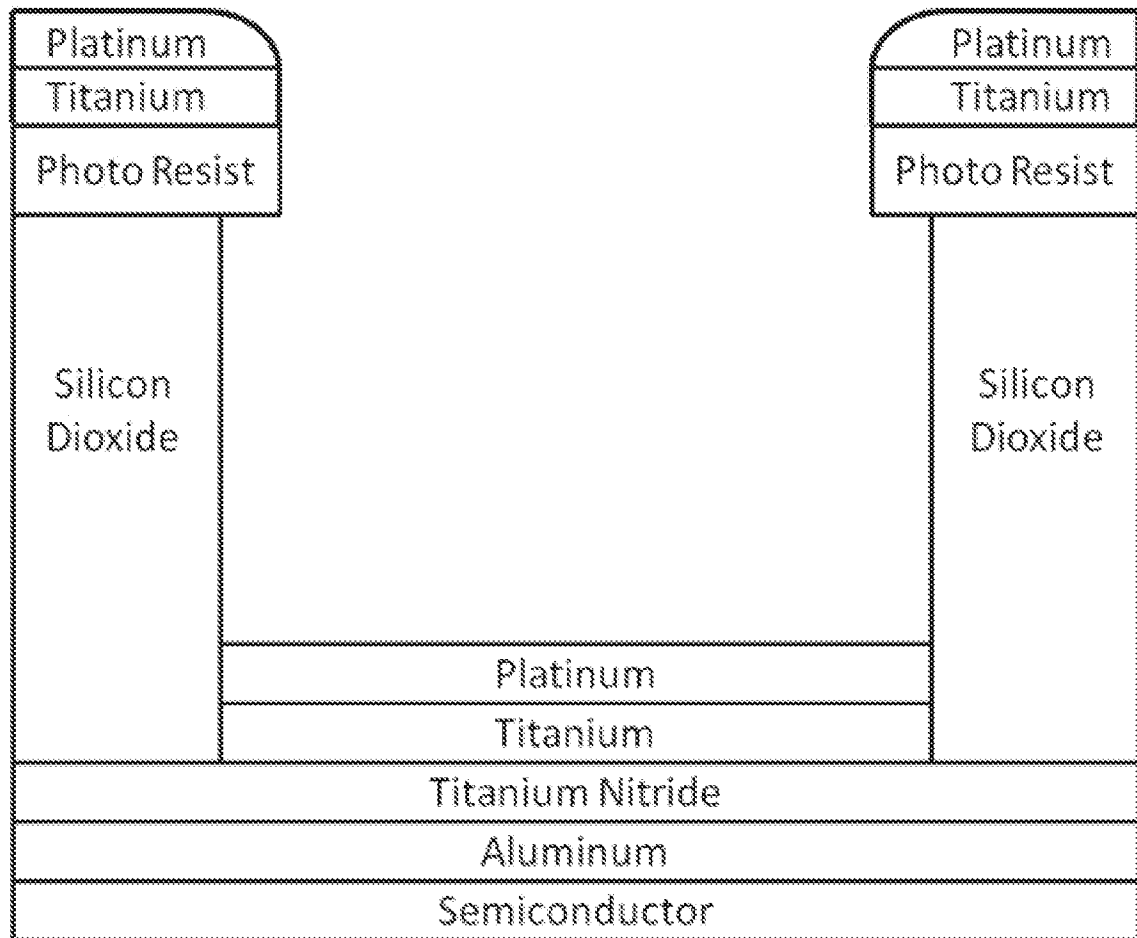 Platinum
Platinum
Titanium
Titanium
Photo Resist
Photo Resist
Silicon
Dioxide
Silicon
Dioxide
Platinum
Titanium
Titanium Nitride
Aluminum
Semiconductor